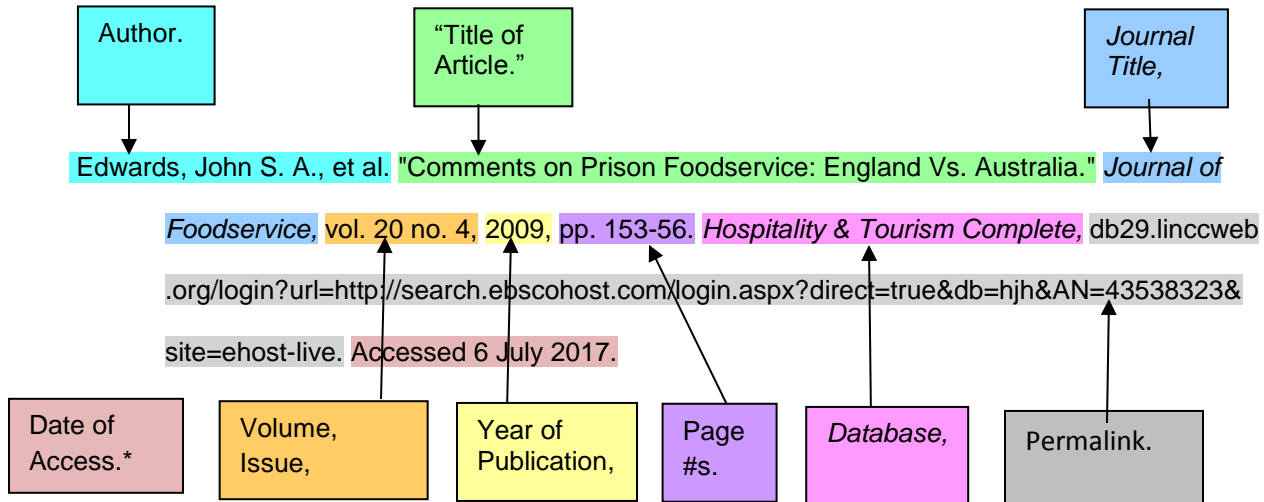 Author.
“Title of
Article.”
Journal
Title,
Edwards, John S. A., et al. "Comments on Prison Foodservice: England Vs. Australia." Journal of
Foodservice, vol. 20 no. 4, 2009, pp. 153-56. Hospitality & Tourism Complete, db29.linccweb
.org/login?url=http://search.ebscohost.com/login.aspx?direct=true&db=hjh&AN=43538323&
site=ehost-live. Accessed 6 July 2017.
Date of
Access.*
Volume,
Issue,
Year of
Publication,
Page
#s.
Database,
Permalink.